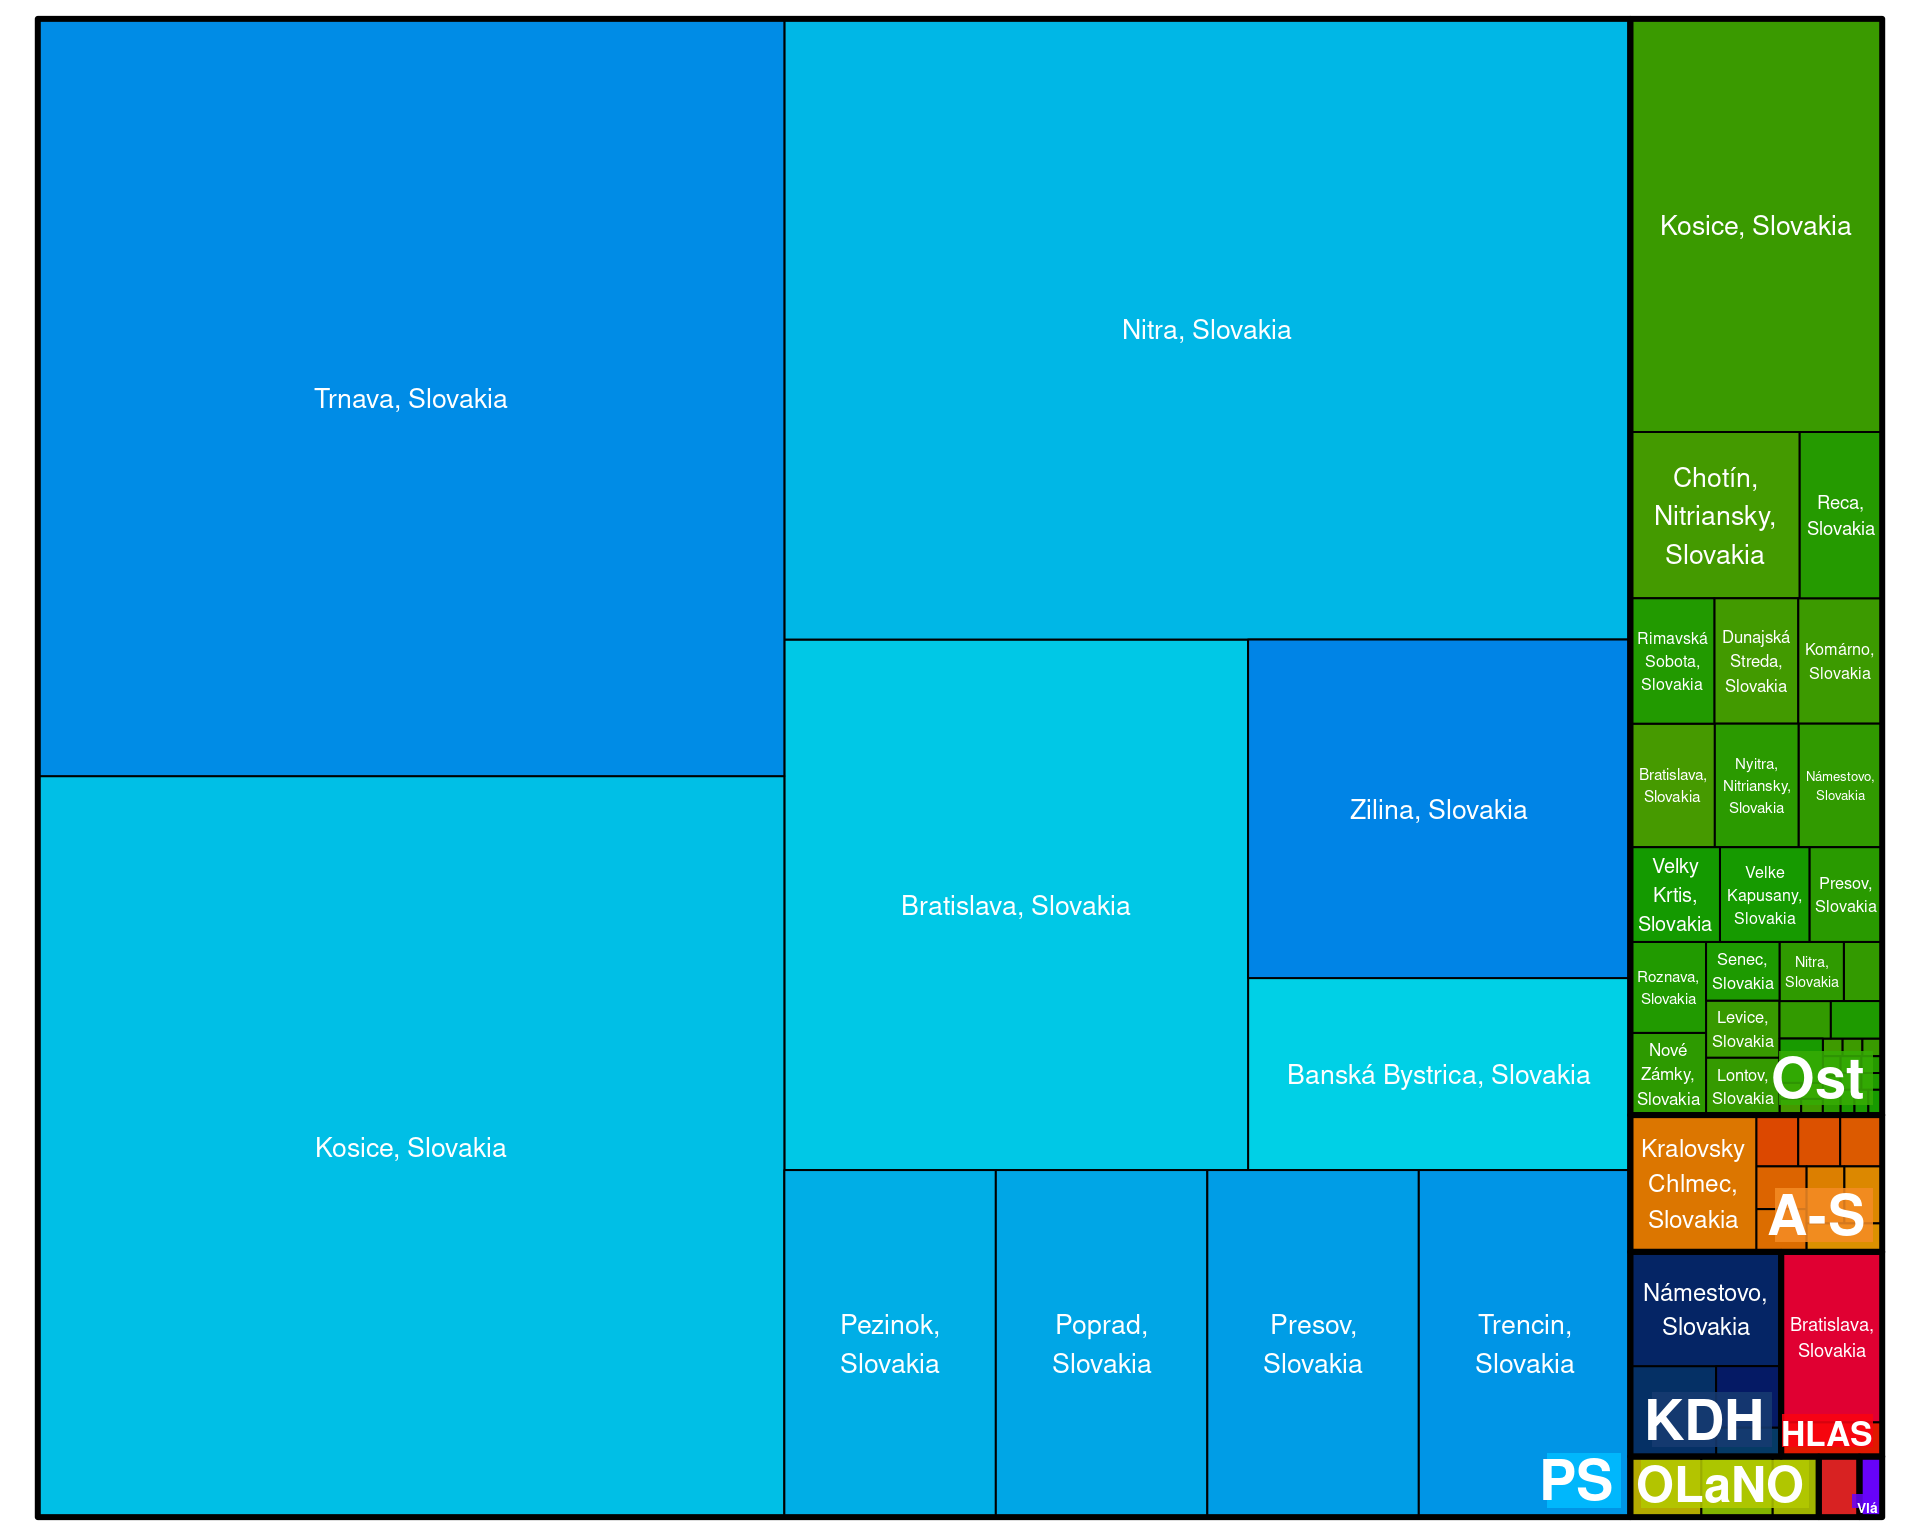 Trnava, Slovakia
Nitra, Slovakia
Kosice, Slovakia
Bratislava, Slovakia
Zilina, Slovakia
Banská Bystrica, Slovakia
Pezinok,
Slovakia
Poprad,
Slovakia
Presov,
Slovakia
Trencin,
Slovakia
PS
Kosice, Slovakia
Chotín,
Nitriansky,
Slovakia
Reca,
Slovakia
Rimavská
Sobota,
Slovakia
Dunajská
Streda,
Slovakia
Komárno,
Slovakia
Bratislava,
Slovakia
Nyitra,
Nitriansky,
Slovakia
Námestovo,
Slovakia
Velky
Krtis,
Slovakia
Velke
Kapusany,
Slovakia
Presov,
Slovakia
Roznava,
Slovakia
Senec,
Slovakia
Nitra,
Slovakia
Levice,
Slovakia
Nové
Zámky,
Slovakia
Lontov,
Slovakia
Ost
Kralovsky
Chlmec,
Slovakia
A-S
Námestovo,
Slovakia
KDH
Bratislava,
Slovakia
HLAS
OLaNO
Vlá